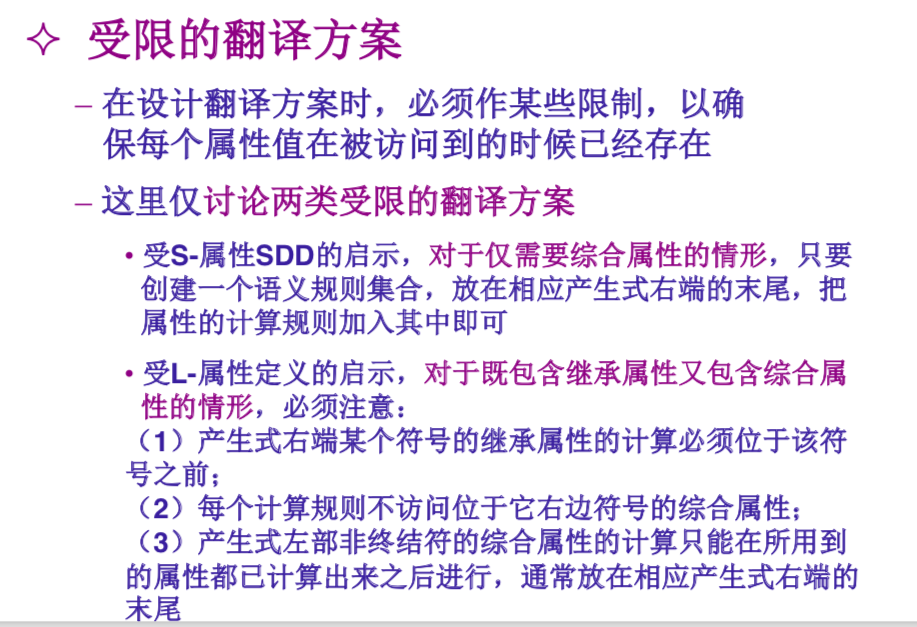 受限的翻译方案
– 在设计翻译方案时，必须作某些限制，以确
保每个属性值在被访问到的时候已经存在
– 这里仅讨论两类受限的翻译方案
• 受S-属性SDD的启示，对于仅需要综合属性的情形，只要
创建一个语义规则集合，放在相应产生式右端的末尾，把
属性的计算规则加入其中即可
• 受L-属性定义的启示，对于既包含继承属性又包含综合属
性的情形，必须注意：
（1）产生式右端某个符号的继承属性的计算必须位于该符
号之前；
（2）每个计算规则不访问位于它右边符号的综合属性；
（3）产生式左部非终结符的综合属性的计算只能在所用到
的属性都已计算出来之后进行，通常放在相应产生式右端的
末尾